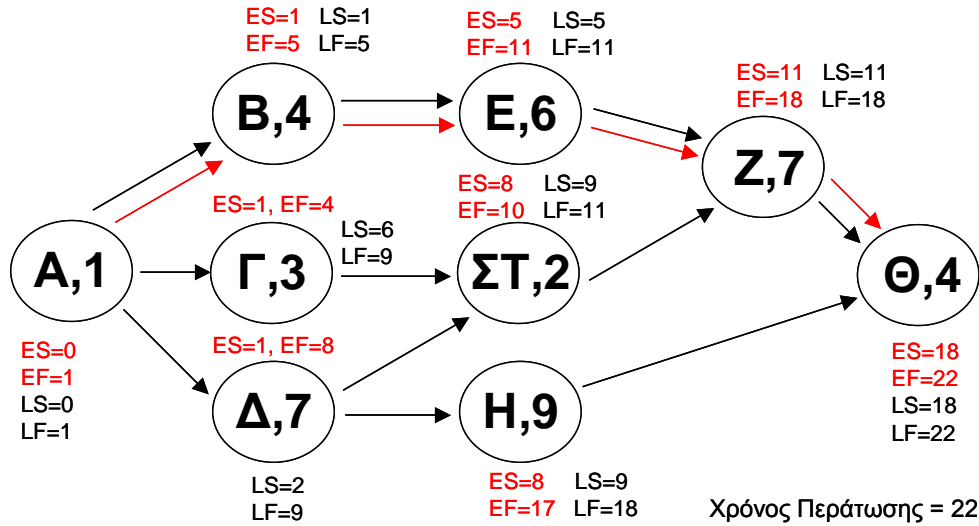 ES=1 LS=1
EF=5 LF=5
ES=5 LS=5
EF=11 LF=11
ES=11 LS=11
EF=18 LF=18
Β,4
Ε,6
Ζ,7
ES=1, EF=4
LS=6
LF=9
ES=8 LS=9
EF=10 LF=11
Α,1
Γ,3
ΣΤ,2
Θ,4
ES=0
EF=1
LS=0
LF=1
ES=1, EF=8
ES=18
EF=22
LS=18
LF=22
Δ,7
Η,9
LS=2
LF=9
ES=8 LS=9
EF=17 LF=18
Χρόνος Περάτωσης = 22